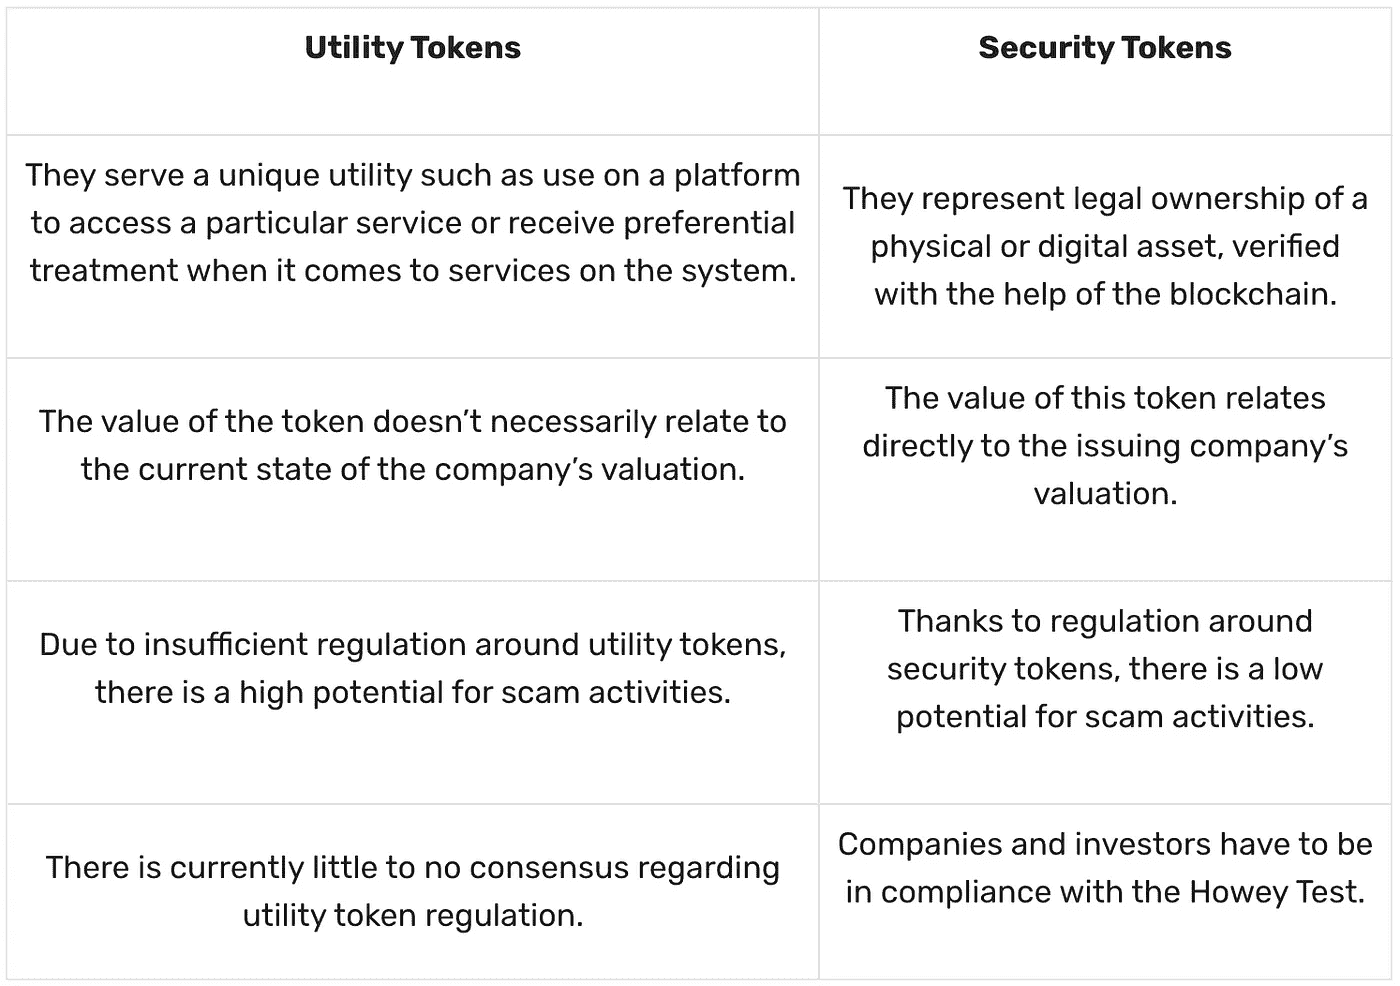 Utility Tokens
Security Tokens
They serve a unique utility such as use on a platform
to access a particular service or receive preferential
treatment when it comes to services on the system.
They represent legal ownership of a
physical or digital asset, verified
with the help of the blockchain.
The value of the token doesn’t necessarily relate to
the current state of the company’s valuation.
The value of this token relates
directly to the issuing company’s
valuation.
Due to insufficient regulation around utility tokens,
there is a high potential for scam activities.
Thanks to regulation around
security tokens, there is a low
potential for scam activities.
There is currently little to no consensus regarding
utility token regulation.
Companies and investors have to be
in compliance with the Howey Test.